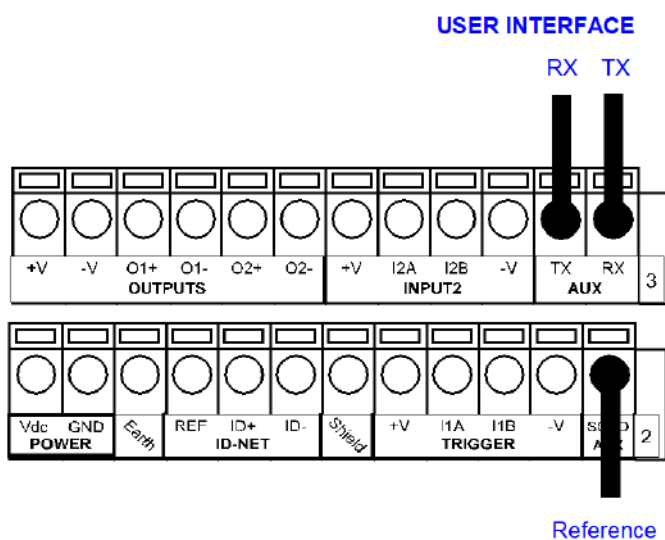 USER INTERFACE
RX TX
+V -V O1+ O1- O2+ O2- +V I2A I2B -V TX RX
OUTPUTS INPUT2 AUX 3
Vdc GND Earth REF ID+ ID- Shield +V I1A I1B -V
POWER ID-NET TRIGGER 2
Reference